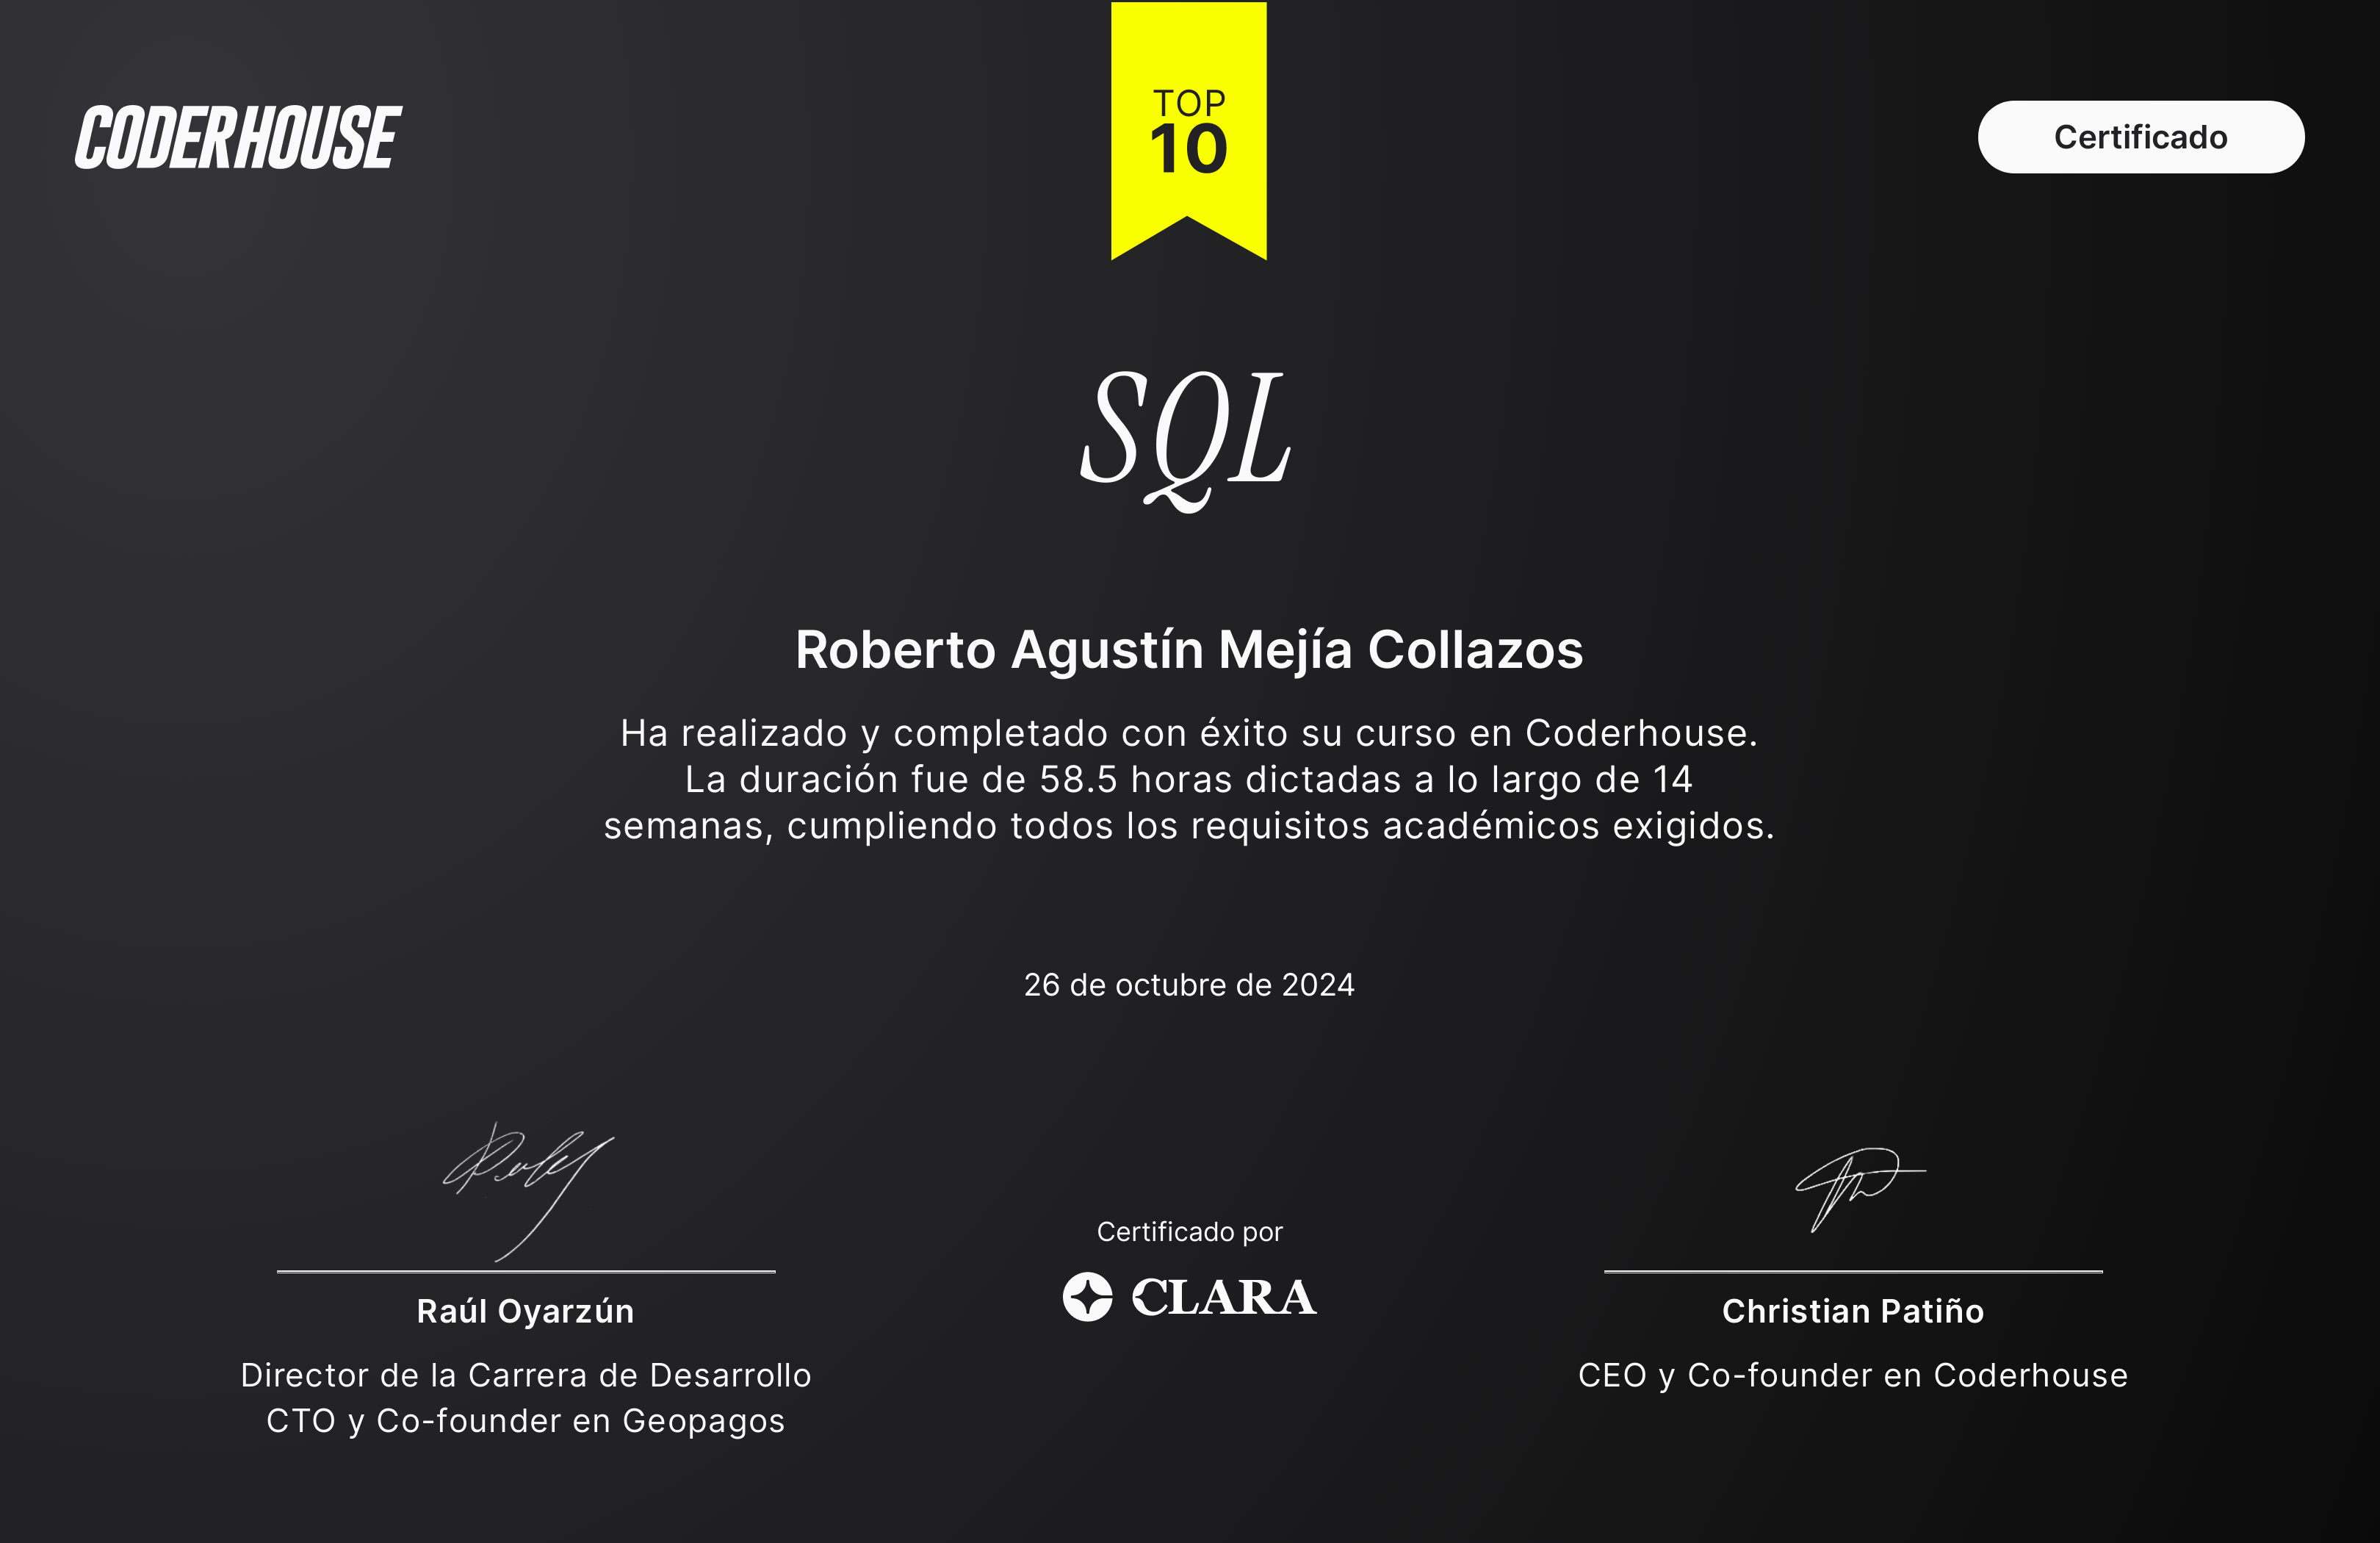 CODERHOUSE
TOP
10
Certificado
SQL
Roberto Agustín Mejía Collazos
Ha realizado y completado con éxito su curso en Coderhouse.
La duración fue de 58.5 horas dictadas a lo largo de 14
semanas, cumpliendo todos los requisitos académicos exigidos.
26 de octubre de 2024
Raúl Oyarzún
Director de la Carrera de Desarrollo
CTO y Co-founder en Geopagos
Certificado por
CLARA
Christian Patiño
CEO y Co-founder en Coderhouse